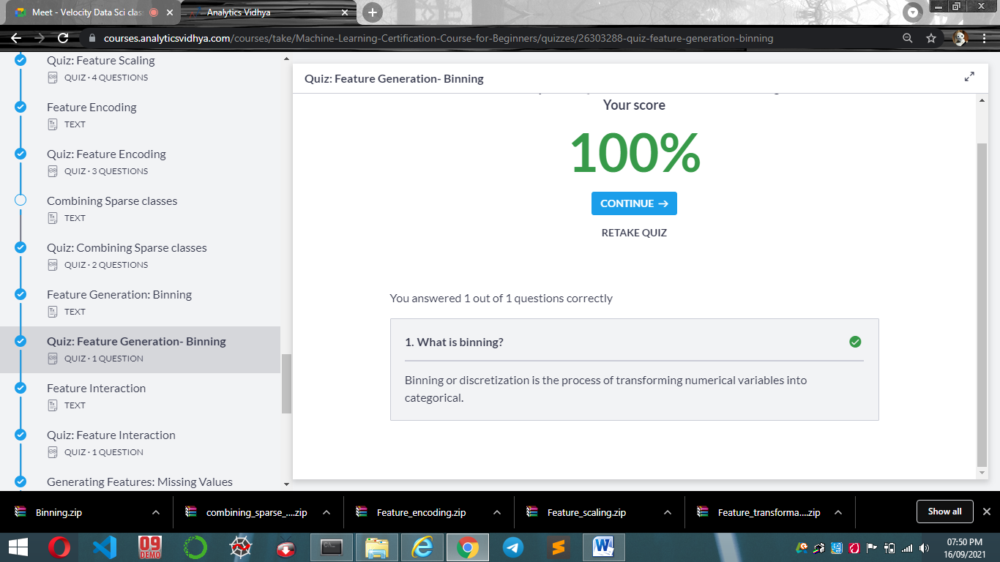 Meet - Velocity Data Sci clas
Analytics Vidhya
courses.analyticsvidhya.com/courses/take/Machine-Learning-Certification-Course-for-Beginners/quizzes/26303288-quiz-feature-generation-binning
Quiz: Feature Scaling
QUIZ · 4 QUESTIONS
Feature Encoding
TEXT
Quiz: Feature Encoding
QUIZ · 3 QUESTIONS
Combining Sparse classes
TEXT
Quiz: Combining Sparse classes
QUIZ · 2 QUESTIONS
Feature Generation: Binning
TEXT
Quiz: Feature Generation- Binning
QUIZ · 1 QUESTION
Feature Interaction
TEXT
Quiz: Feature Interaction
QUIZ · 1 QUESTION
Generating Features: Missing Values
Quiz: Feature Generation- Binning
Your score
100%
CONTINUE →
RETAKE QUIZ
You answered 1 out of 1 questions correctly
1. What is binning?
Binning or discretization is the process of transforming numerical variables into
categorical.
Binning.zip
combining_sparse_....zip
Feature_encoding.zip
Feature_scaling.zip
Feature_transforma....zip
Show all
09
DEMO
07:50 PM
16/09/2021